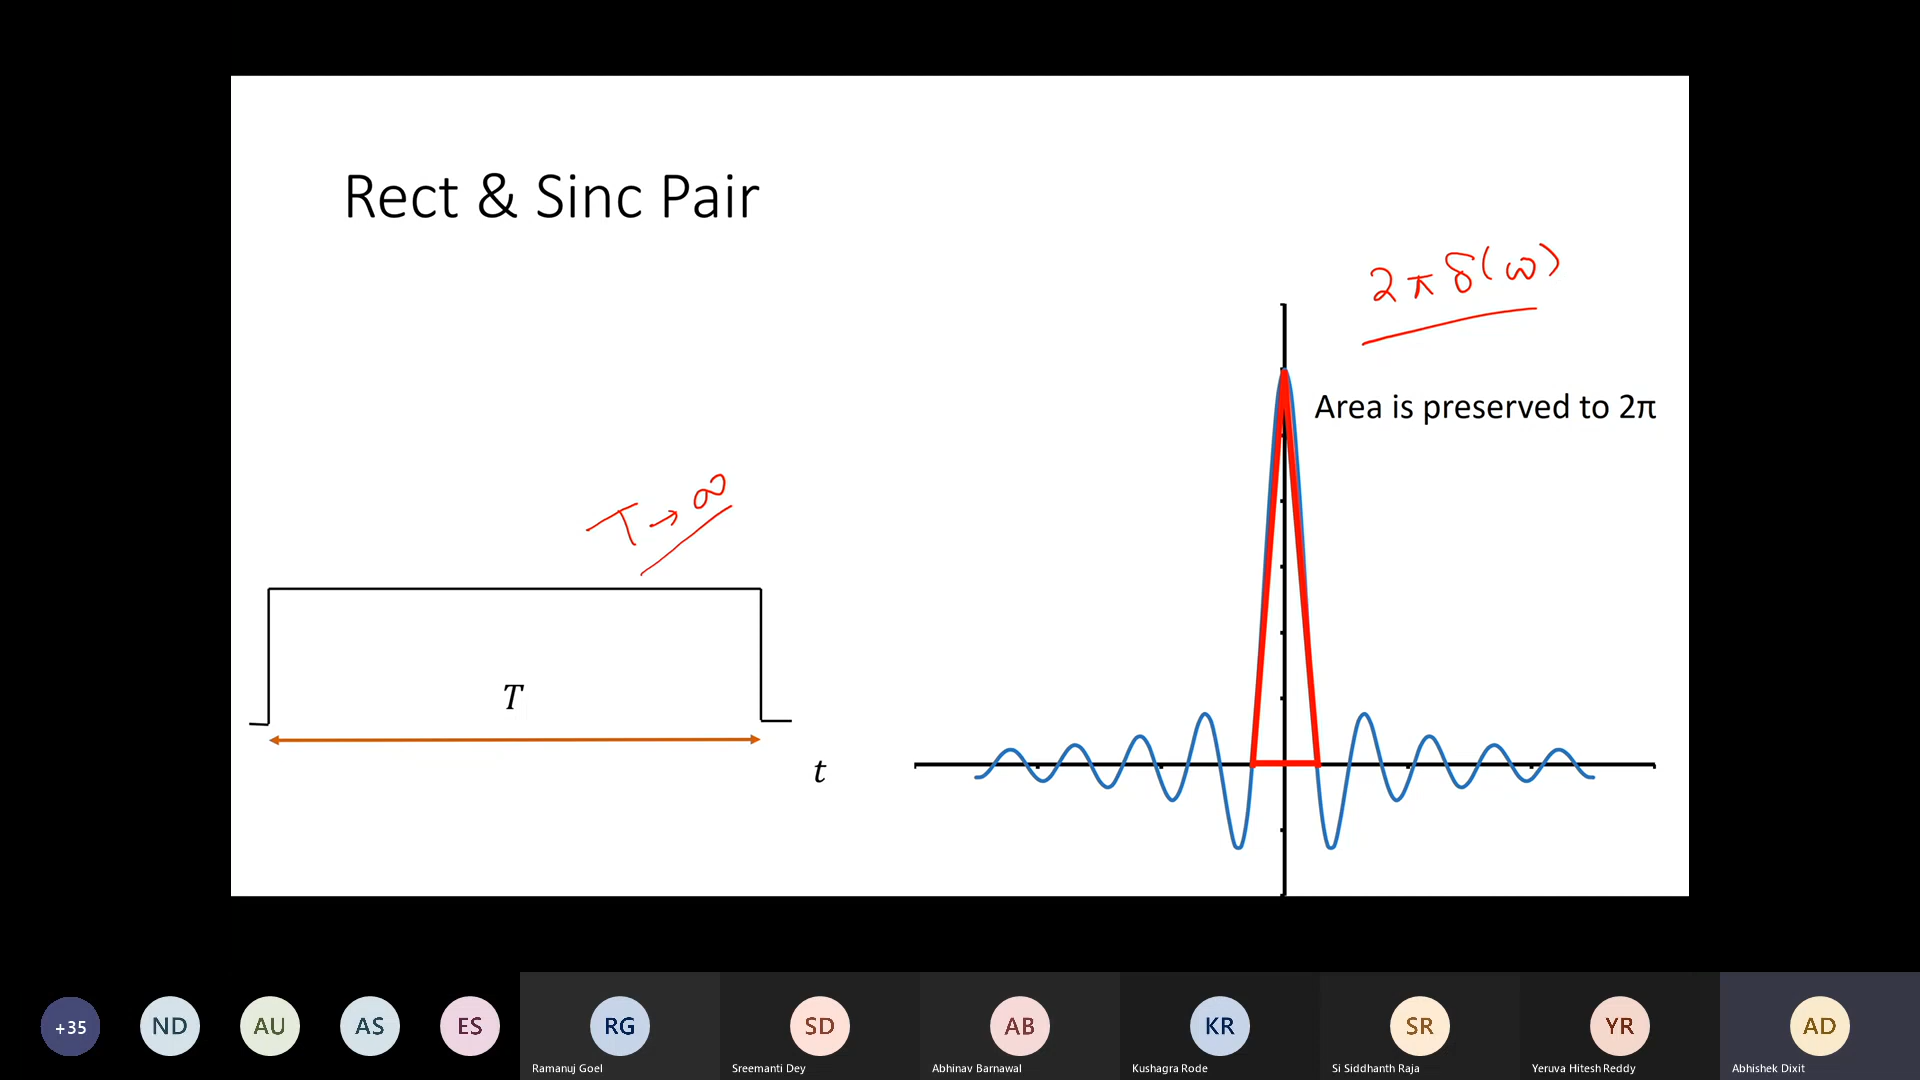 Rect & Sinc Pair
2πδ(ω)
Area is preserved to 2π
T→∞
T
t
+35
ND
AU
AS
ES
RG
SD
AB
KR
SR
YR
AD
Ramanuj Goel
Sreemanti Dey
Abhinav Barnawal
Kushagra Rode
Si Siddhanth Raja
Yeruva Hitesh Reddy
Abhishek Dixit